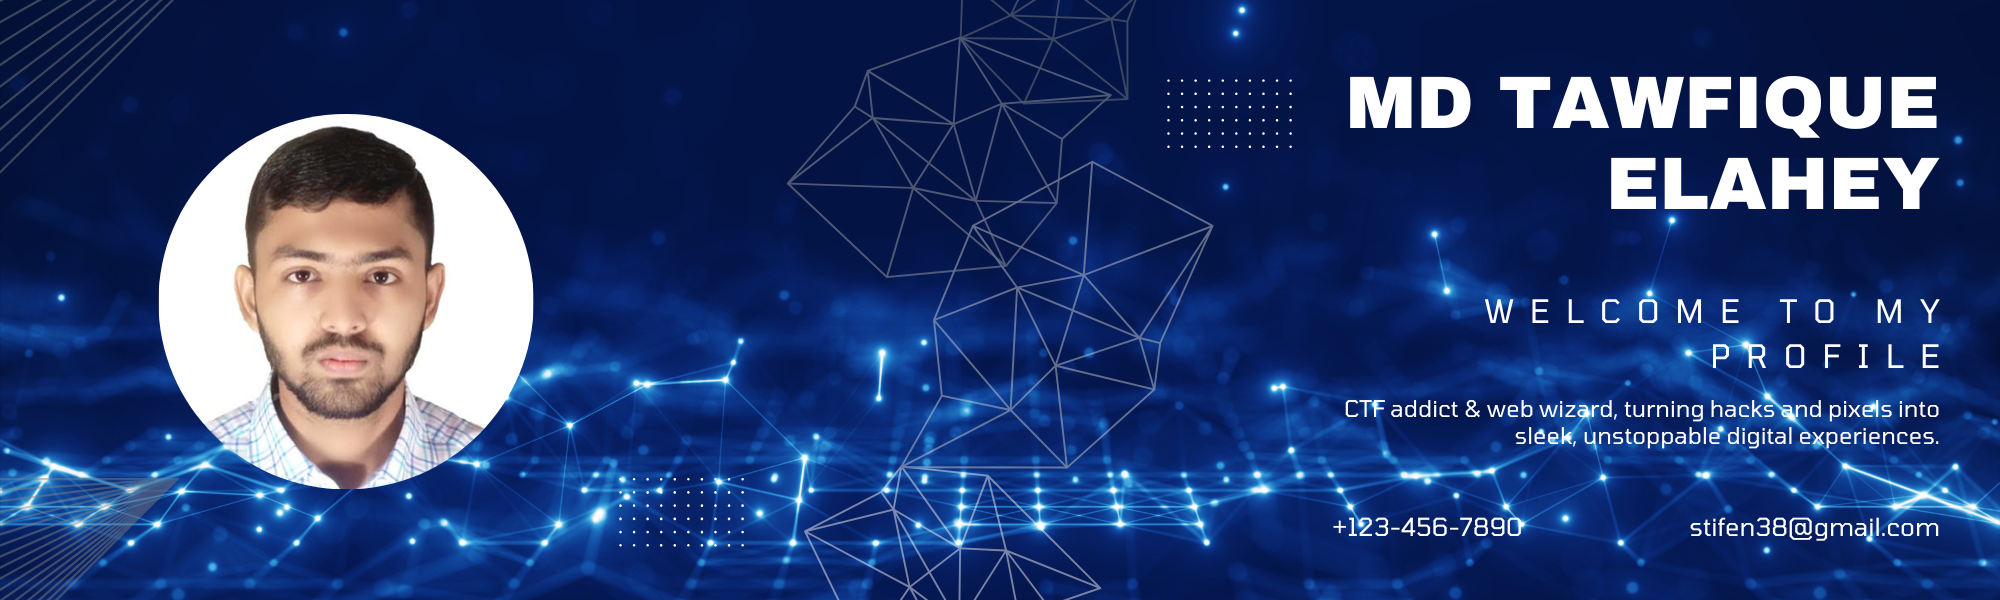 MD TAWFIQUE
ELAHEY
WELCOME TO MY
PROFILE
CTF addict & web wizard, turning hacks and pixels into
sleek, unstoppable digital experiences.
+123-456-7890
stifen38@gmail.com